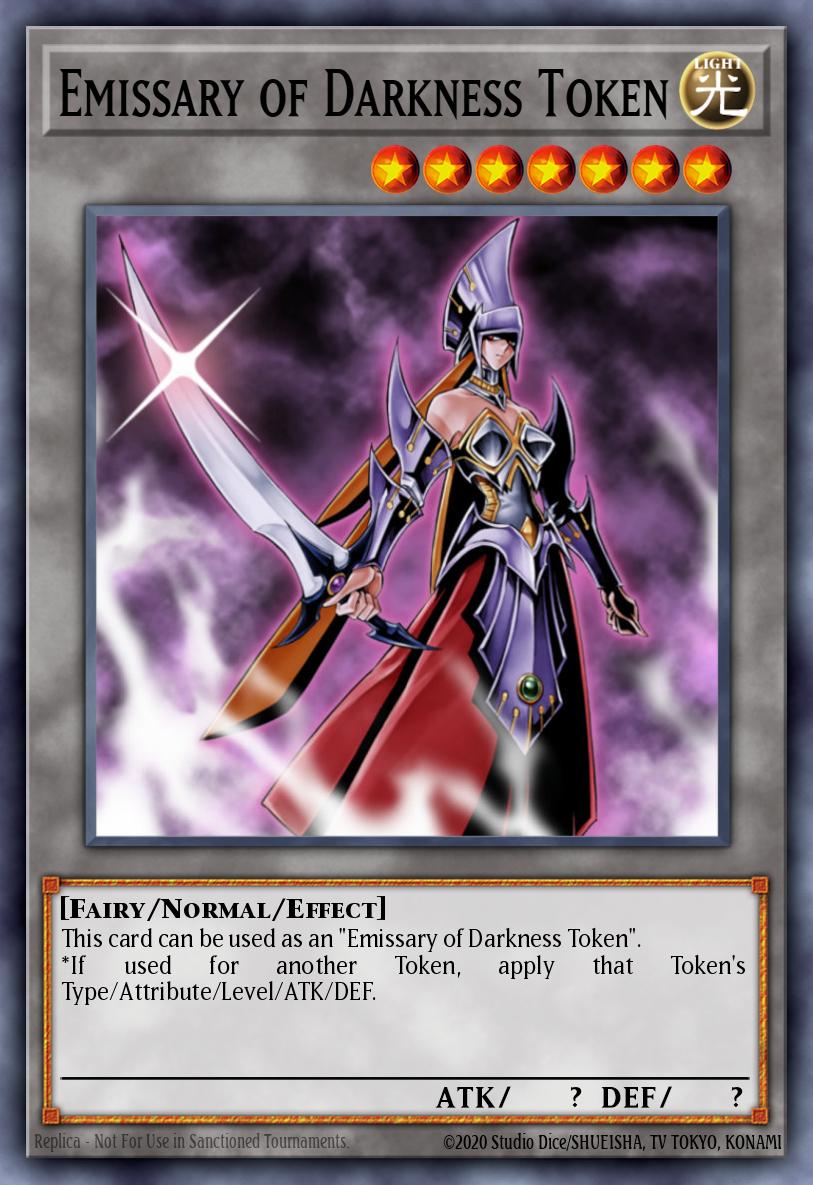 Emissary of Darkness Token
LIGHT
光
[Fairy/Normal/Effect]
This card can be used as an "Emissary of Darkness Token".
*If used for another Token, apply that Token's
Type/Attribute/Level/ATK/DEF.
ATK/ ? DEF/ ?
Replica - Not For Use in Sanctioned Tournaments.
©2020 Studio Dice/SHUEISHA, TV TOKYO, KONAMI